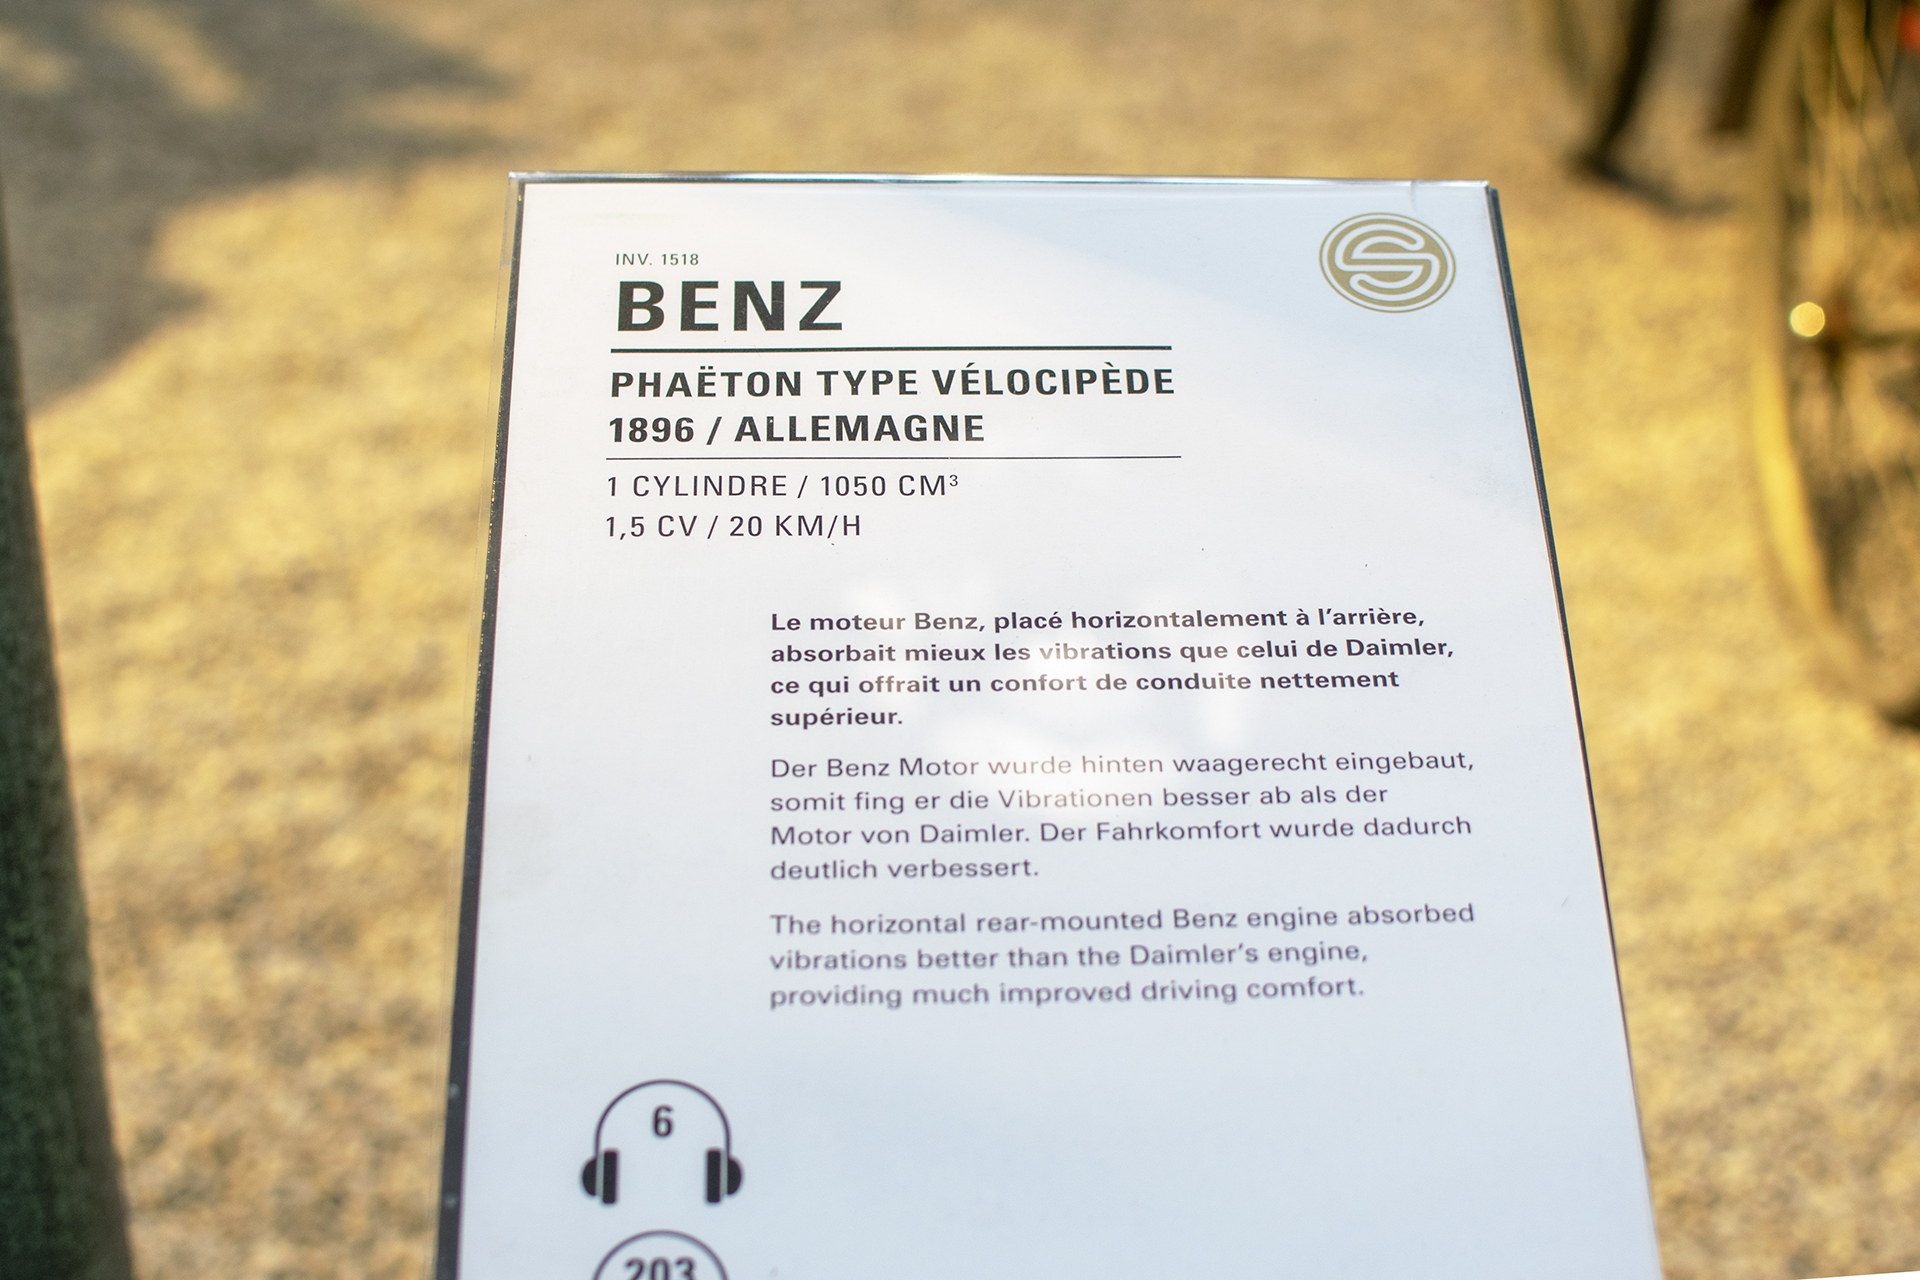 INV. 1518
BENZ
PHAËTON TYPE VÉLOCIPÈDE
1896 / ALLEMAGNE
1 CYLINDRE / 1050 CM³
1,5 CV / 20 KM/H
Le moteur Benz, placé horizontalement à l’arrière,
absorbait mieux les vibrations que celui de Daimler,
ce qui offrait un confort de conduite nettement
supérieur.
Der Benz Motor wurde hinten waagerecht eingebaut,
somit fing er die Vibrationen besser ab als der
Motor von Daimler. Der Fahrkomfort wurde dadurch
deutlich verbessert.
The horizontal rear-mounted Benz engine absorbed
vibrations better than the Daimler’s engine,
providing much improved driving comfort.
6
203